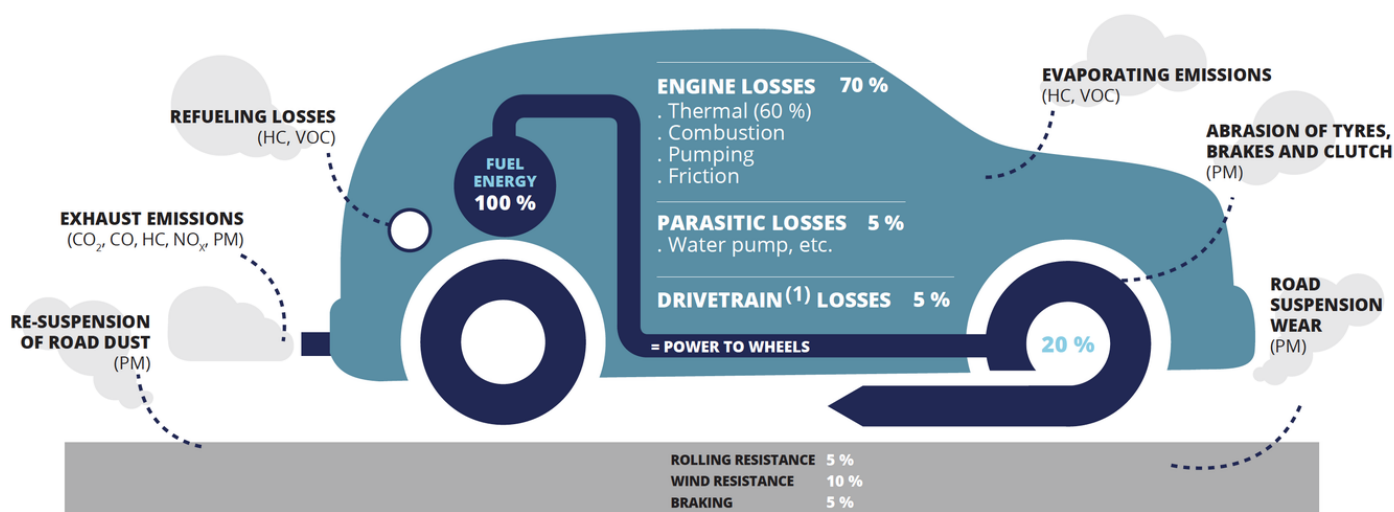 REFUELING LOSSES
(HC, VOC)
EXHAUST EMISSIONS
(CO₂, CO, HC, NOₓ, PM)
RE-SUSPENSION
OF ROAD DUST
(PM)
FUEL
ENERGY
100 %
ENGINE LOSSES 70 %
. Thermal (60 %)
. Combustion
. Pumping
. Friction
PARASITIC LOSSES 5 %
. Water pump, etc.
DRIVETRAIN⁽¹⁾ LOSSES 5 %
= POWER TO WHEELS
20 %
EVAPORATING EMISSIONS
(HC, VOC)
ABRASION OF TYRES,
BRAKES AND CLUTCH
(PM)
ROAD
SUSPENSION
WEAR
(PM)
ROLLING RESISTANCE 5 %
WIND RESISTANCE 10 %
BRAKING 5 %